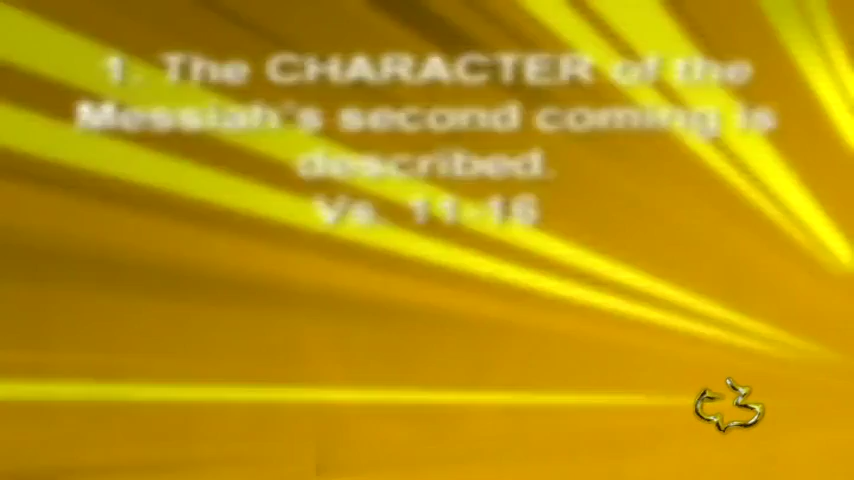 1. The CHARACTER of the
Messiah's second coming is
described.
Vs. 11-16